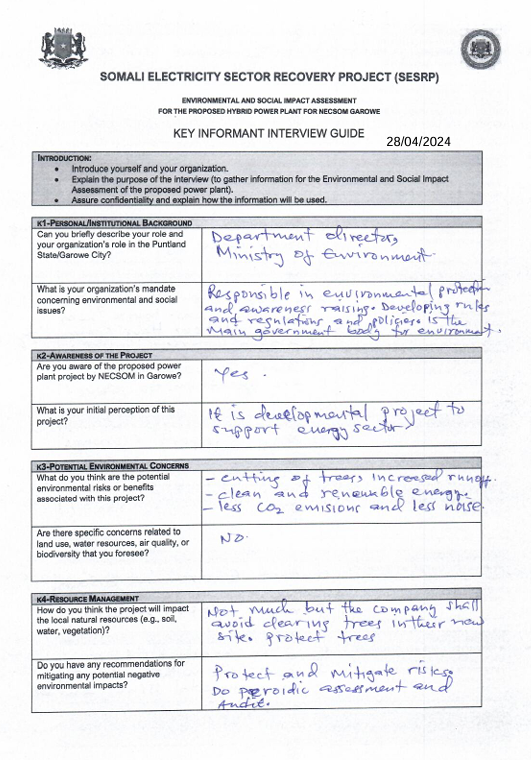 SOMALI ELECTRICITY SECTOR RECOVERY PROJECT (SESRP)
ENVIRONMENTAL AND SOCIAL IMPACT ASSESSMENT
FOR THE PROPOSED HYBRID POWER PLANT FOR NECSOM GAROWE
KEY INFORMANT INTERVIEW GUIDE
28/04/2024
INTRODUCTION:
• Introduce yourself and your organization.
• Explain the purpose of the interview (to gather information for the Environmental and Social Impact
Assessment of the proposed power plant).
• Assure confidentiality and explain how the information will be used.
K1-PERSONAL/INSTITUTIONAL BACKGROUND
Can you briefly describe your role and
your organization's role in the Puntland
State/Garowe City?
Department director,
Ministry of Environment.
What is your organization's mandate
concerning environmental and social
issues?
Responsible in environmental protection
and awareness raising. Developing rules
and regulations and policies. Is the
main government body for environment.
K2-AWARENESS OF THE PROJECT
Are you aware of the proposed power
plant project by NECSOM in Garowe?
Yes.
What is your initial perception of this
project?
It is developmental project to
support energy sector
K3-POTENTIAL ENVIRONMENTAL CONCERNS
What do you think are the potential
environmental risks or benefits
associated with this project?
- cutting of trees, increased runoff.
- clean and renewable energy
- less CO2 emisions and less noise.
Are there specific concerns related to
land use, water resources, air quality, or
biodiversity that you foresee?
No.
K4-RESOURCE MANAGEMENT
How do you think the project will impact
the local natural resources (e.g., soil,
water, vegetation)?
Not much but the company shall
avoid clearing trees in their new
site. protect trees
Do you have any recommendations for
mitigating any potential negative
environmental impacts?
Protect and mitigate risks.
Do peroidic assessment and
Audit.